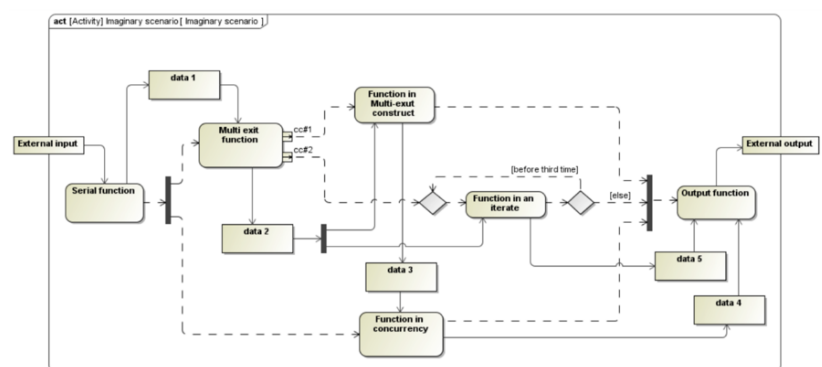 act [Activity] Imaginary scenario [ Imaginary scenario ]
data 1
Function in
Multi-exut
construct
External input
Multi exit
function
cc#1
cc#2
External output
[before third time]
Serial function
Function in an
iterate
[else]
Output function
data 2
data 3
data 5
data 4
Function in
concurrency